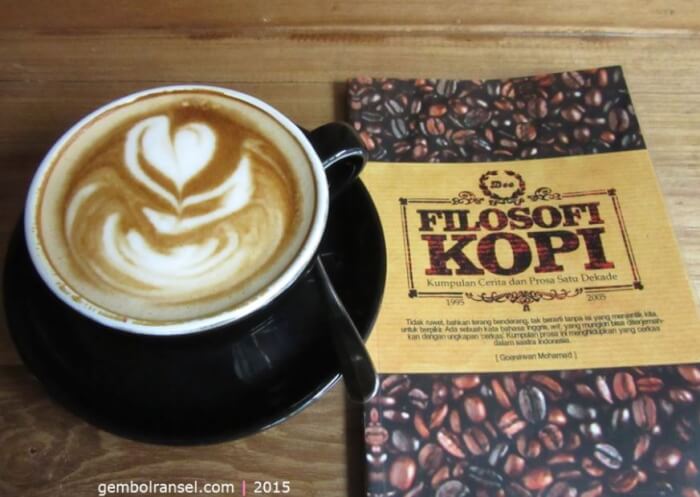 Dee
FILOSOFI
KOPI
Kumpulan Cerita dan Prosa Satu Dekade
1995 2005
Tidak ruwet, bahkan terang benderang, tak berarti tanpa isi yang menjentik kita
untuk berpikir. Ada sebuah kata bahasa Inggris, wit, yang mungkin bisa diterjemah-
kan dengan ungkapan 'cerkas'. Kumpulan prosa ini menghidupkan yang cerkas
dalam sastra Indonesia.
[ Goenawan Mohamad ]
gembolransel.com | 2015